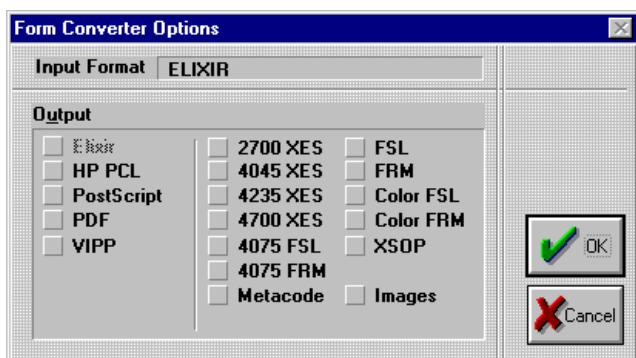 Form Converter Options
Input Format ELIXIR
Output
Elixir
HP PCL
PostScript
PDF
VIPP
2700 XES
4045 XES
4235 XES
4700 XES
4075 FSL
4075 FRM
Metacode
FSL
FRM
Color FSL
Color FRM
XSOP
Images
OK
Cancel